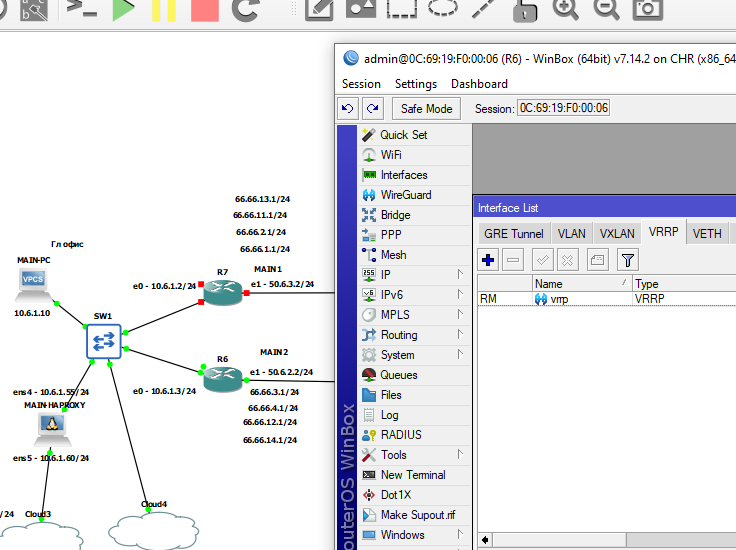 admin@0C:69:19:F0:00:06 (R6) - WinBox (64bit) v7.14.2 on CHR (x86_64
Session Settings Dashboard
Safe Mode Session: 0C:69:19:F0:00:06
Quick Set
WiFi
Interfaces
WireGuard
Bridge
PPP
Mesh
IP
IPv6
MPLS
Routing
System
Queues
Files
Log
RADIUS
Tools
New Terminal
Dot1X
Make Supout.rif
Windows
outerOS WinBox
Interface List
GRE Tunnel VLAN VXLAN VRRP VETH
Name Type
RM vrrp VRRP
66.66.13.1/24
66.66.11.1/24
66.66.2.1/24
66.66.1.1/24
Гл офис
MAIN-PC
VPCS
10.6.1.10
R7
MAIN1
e0 - 10.6.1.2/24
e1 - 50.6.3.2/24
SW1
R6
MAIN2
e1 - 50.6.2.2/24
e0 - 10.6.1.3/24
66.66.3.1/24
66.66.4.1/24
66.66.12.1/24
66.66.14.1/24
ens4 - 10.6.1.55/24
MAIN-HAPROXY
ens5 - 10.6.1.60/24
/24
Cloud3
Cloud4